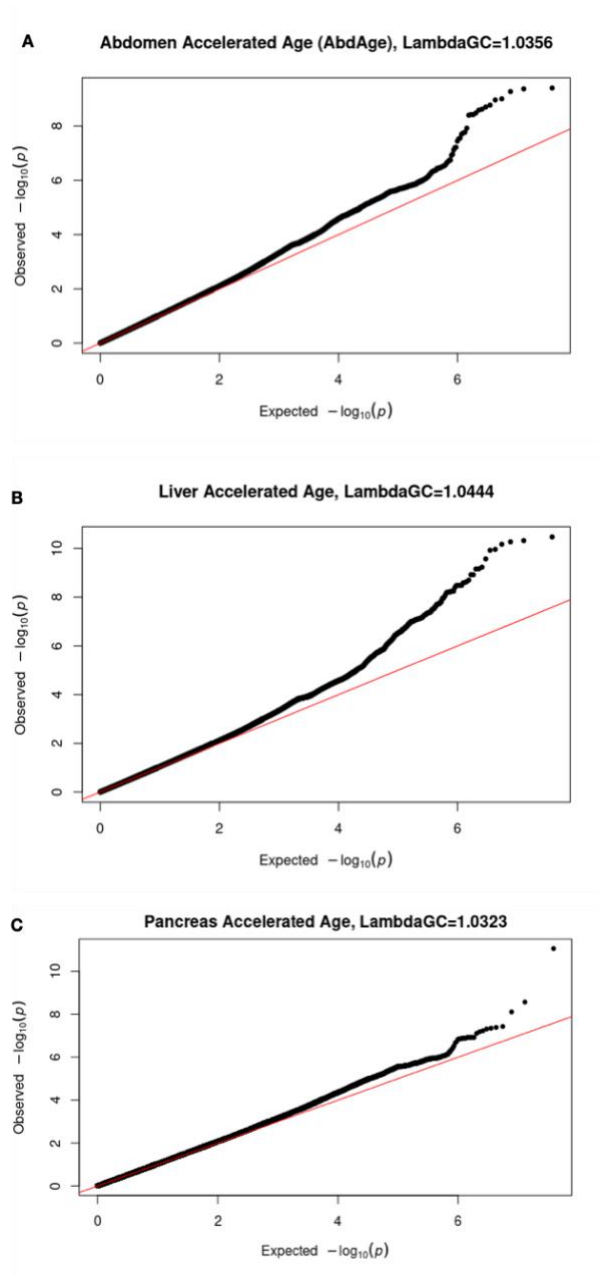 A
Abdomen Accelerated Age (AbdAge), LambdaGC=1.0356
8
6
4
2
0
Observed −log₁₀(p)
0 2 4 6
Expected −log₁₀(p)
B
Liver Accelerated Age, LambdaGC=1.0444
10
8
6
4
2
0
Observed −log₁₀(p)
0 2 4 6
Expected −log₁₀(p)
C
Pancreas Accelerated Age, LambdaGC=1.0323
10
8
6
4
2
0
Observed −log₁₀(p)
0 2 4 6
Expected −log₁₀(p)